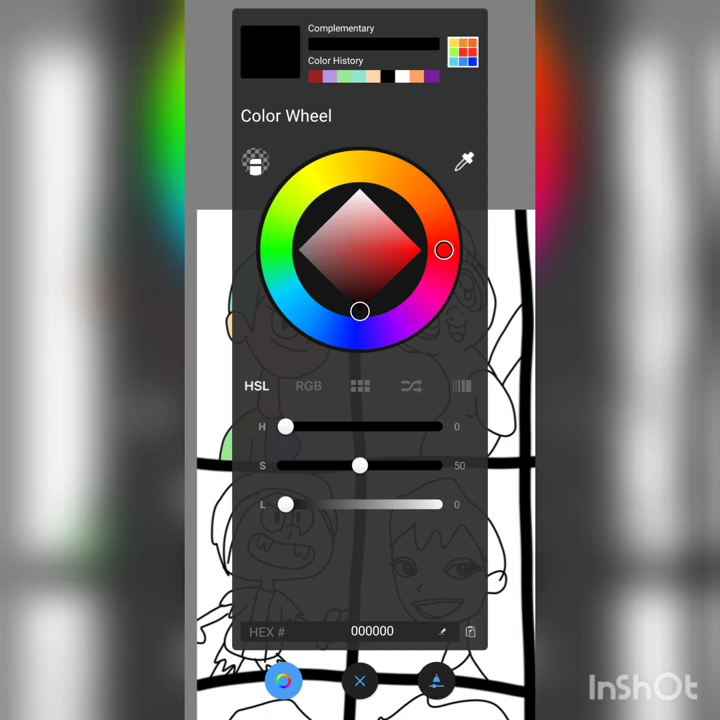 Complementary
Color History
Color Wheel
HSL RGB
H 0
S 50
L 0
HEX # 000000
InShOt